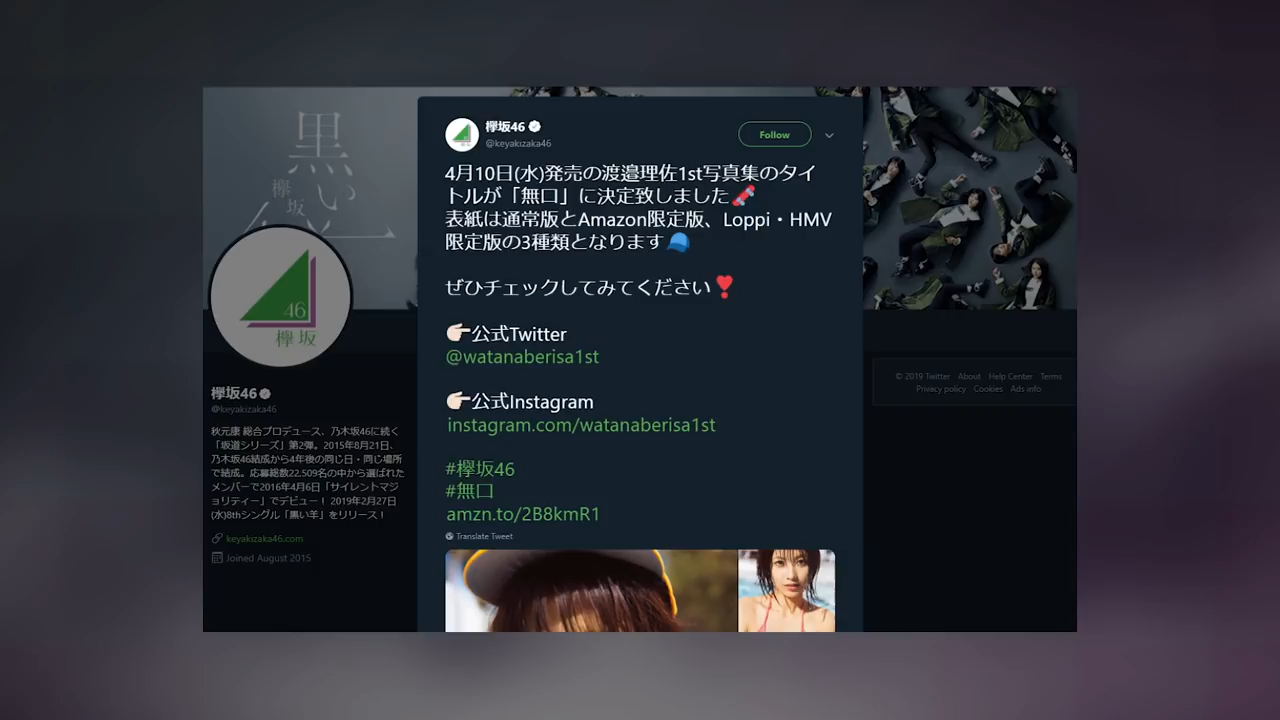 黒い
欅坂
46
欅坂
欅坂46
@keyakizaka46
秋元康 総合プロデュース、乃木坂46に続く
「坂道シリーズ」第2弾。2015年8月21日、
乃木坂46結成から4年後の同じ日・同じ場所
で結成。応募総数22,509名の中から選ばれた
メンバーで2016年4月6日「サイレントマジ
ョリティー」でデビュー！ 2019年2月27日
(水)8thシングル「黒い羊」をリリース！
keyakizaka46.com
Joined August 2015
欅坂46
@keyakizaka46
Follow
4月10日(水)発売の渡邉理佐1st写真集のタイ
トルが「無口」に決定致しました
表紙は通常版とAmazon限定版、Loppi・HMV
限定版の3種類となります
ぜひチェックしてみてください❣
👉公式Twitter
@watanaberisa1st
👉公式Instagram
instagram.com/watanaberisa1st
#欅坂46
#無口
amzn.to/2B8kmR1
Translate Tweet
© 2019 Twitter About Help Center Terms
Privacy policy Cookies Ads info